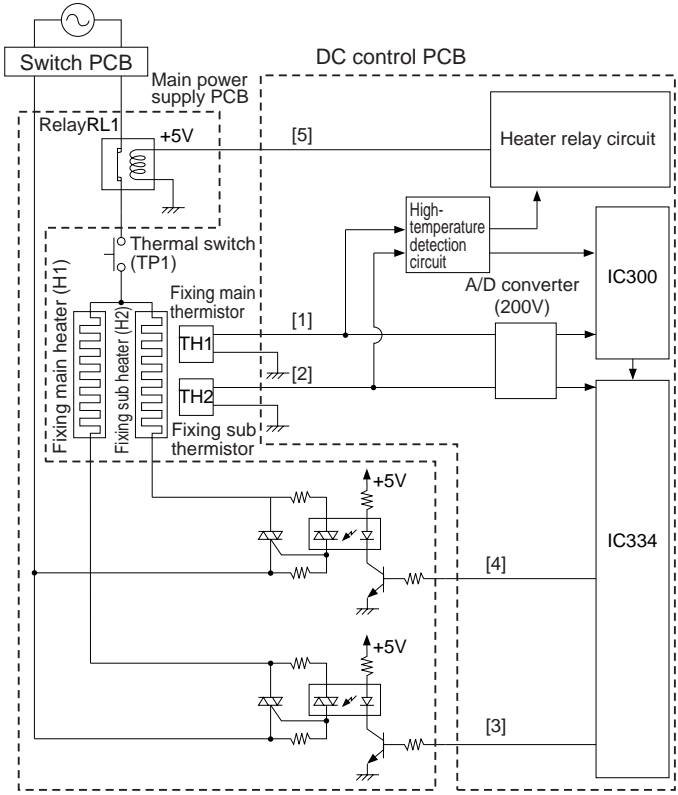 Switch PCB
DC control PCB
Main power
supply PCB
RelayRL1
+5V
[5]
Heater relay circuit
High-
temperature
detection
circuit
IC300
Thermal switch
(TP1)
A/D converter
(200V)
Fixing main heater (H1)
Fixing sub heater (H2)
Fixing main
thermistor
TH1
[1]
TH2
[2]
Fixing sub
thermistor
+5V
[4]
IC334
+5V
[3]